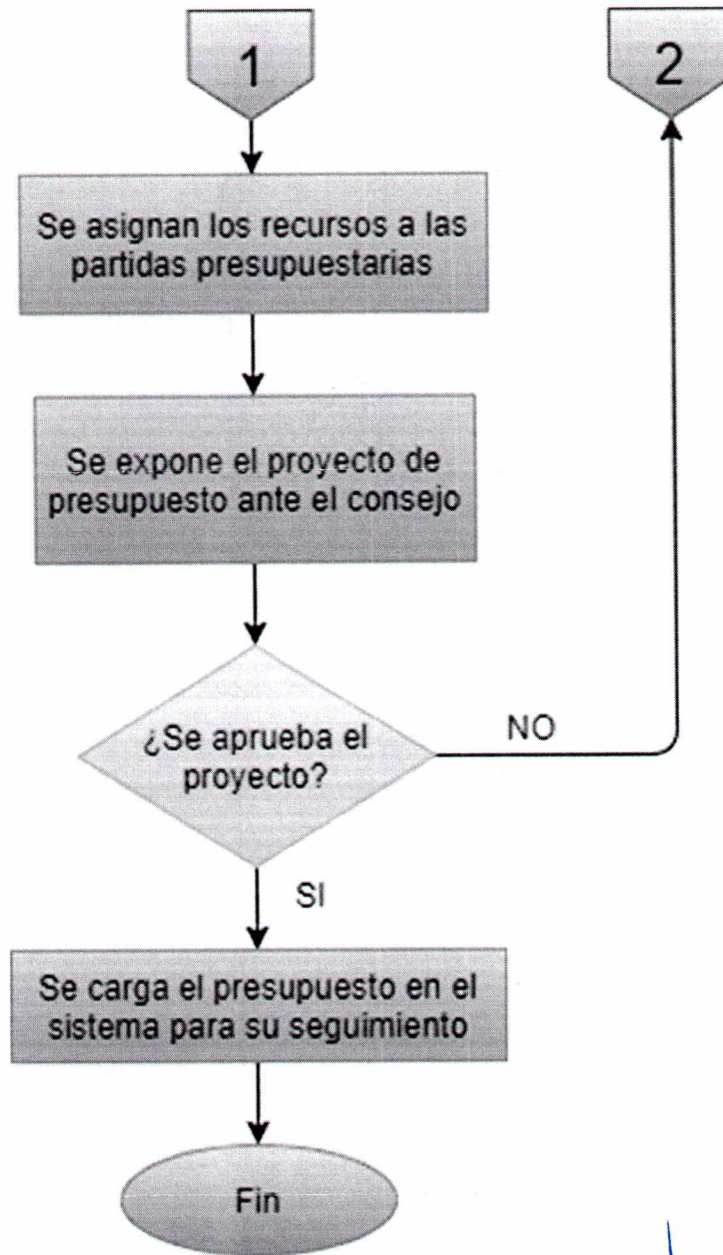 1
2
Se asignan los recursos a las
partidas presupuestarias
Se expone el proyecto de
presupuesto ante el consejo
¿Se aprueba el
proyecto?
NO
SI
Se carga el presupuesto en el
sistema para su seguimiento
Fin